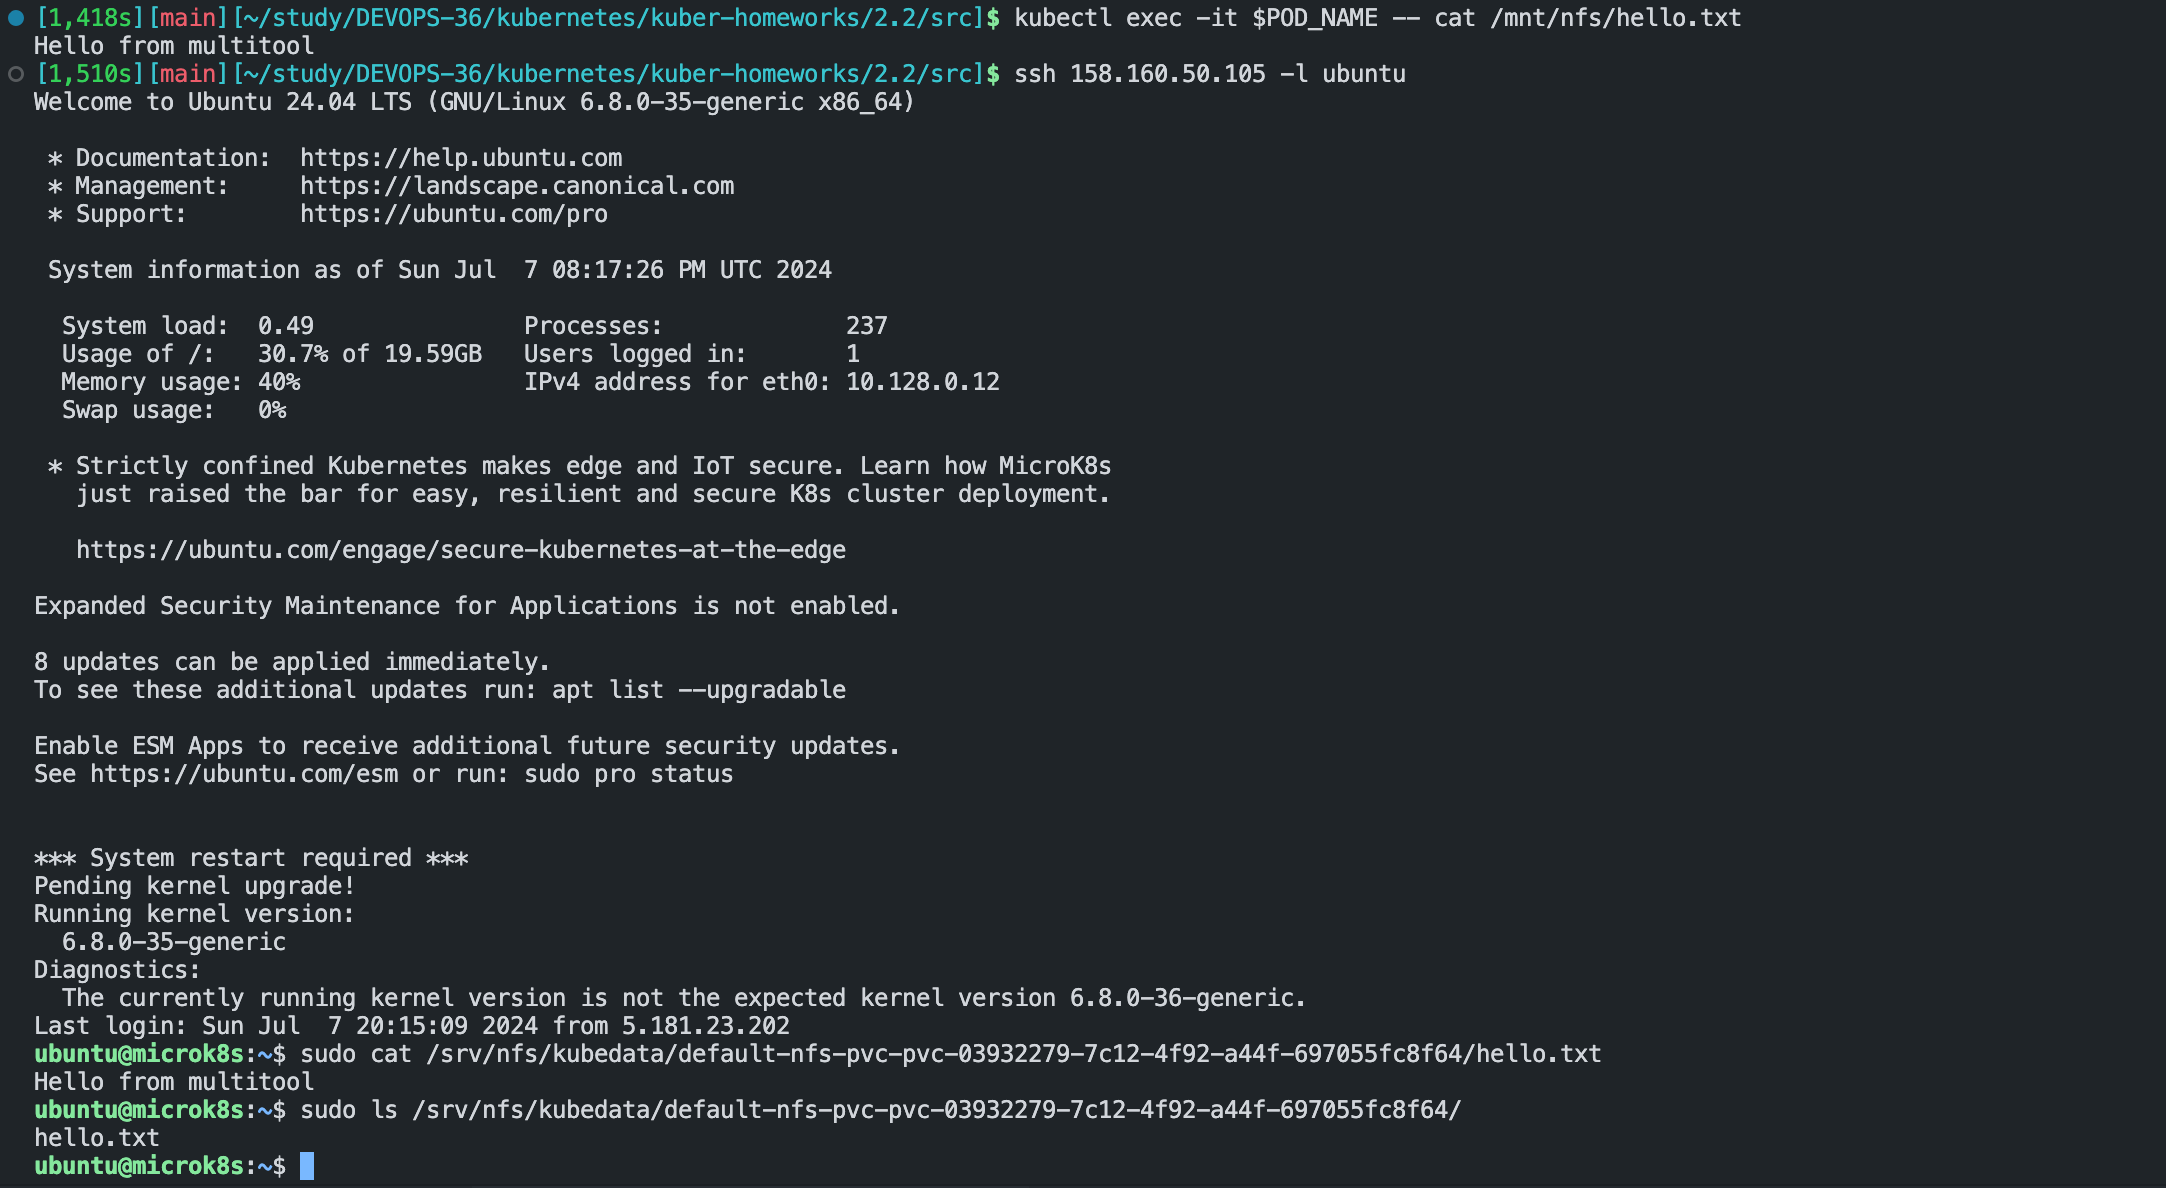 [1,418s][main][~/study/DEVOPS-36/kubernetes/kuber-homeworks/2.2/src]$ kubectl exec -it $POD_NAME -- cat /mnt/nfs/hello.txt
Hello from multitool
[1,510s][main][~/study/DEVOPS-36/kubernetes/kuber-homeworks/2.2/src]$ ssh 158.160.50.105 -l ubuntu
Welcome to Ubuntu 24.04 LTS (GNU/Linux 6.8.0-35-generic x86_64)

 * Documentation:  https://help.ubuntu.com
 * Management:     https://landscape.canonical.com
 * Support:        https://ubuntu.com/pro

 System information as of Sun Jul  7 08:17:26 PM UTC 2024

  System load:  0.49               Processes:             237
  Usage of /:   30.7% of 19.59GB   Users logged in:       1
  Memory usage: 40%                IPv4 address for eth0: 10.128.0.12
  Swap usage:   0%

 * Strictly confined Kubernetes makes edge and IoT secure. Learn how MicroK8s
   just raised the bar for easy, resilient and secure K8s cluster deployment.

   https://ubuntu.com/engage/secure-kubernetes-at-the-edge

Expanded Security Maintenance for Applications is not enabled.

8 updates can be applied immediately.
To see these additional updates run: apt list --upgradable

Enable ESM Apps to receive additional future security updates.
See https://ubuntu.com/esm or run: sudo pro status


*** System restart required ***
Pending kernel upgrade!
Running kernel version:
  6.8.0-35-generic
Diagnostics:
  The currently running kernel version is not the expected kernel version 6.8.0-36-generic.
Last login: Sun Jul  7 20:15:09 2024 from 5.181.23.202
ubuntu@microk8s:~$ sudo cat /srv/nfs/kubedata/default-nfs-pvc-pvc-03932279-7c12-4f92-a44f-697055fc8f64/hello.txt
Hello from multitool
ubuntu@microk8s:~$ sudo ls /srv/nfs/kubedata/default-nfs-pvc-pvc-03932279-7c12-4f92-a44f-697055fc8f64/
hello.txt
ubuntu@microk8s:~$